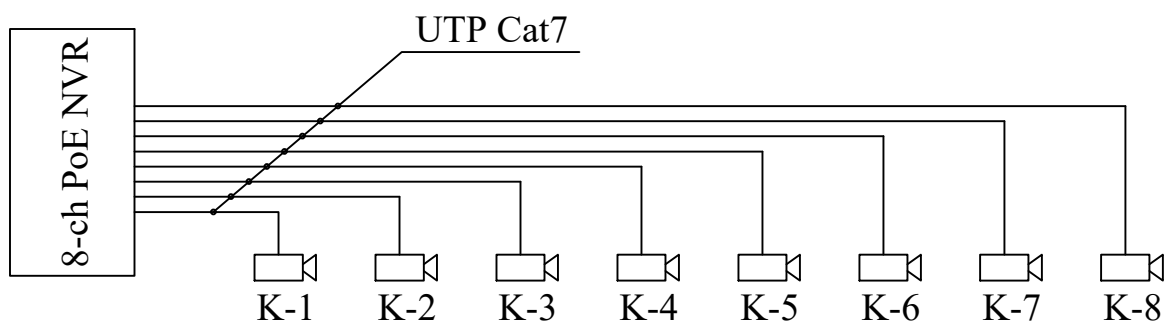 UTP Cat7
8-ch PoE NVR
K-1
K-2
K-3
K-4
K-5
K-6
K-7
K-8